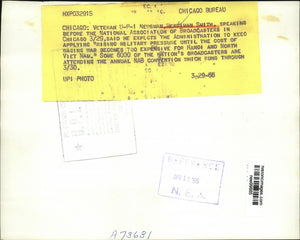 HXP032915 CHICAGO BUREAU
CHICAGO: VETERAN U-P-I NEWSMAN, MERRIMAN SMITH, SPEAKING
BEFORE THE NATIONAL ASSOCIATION OF BROADCASTERS IN
CHICAGO 3/29, SAID HE EXPECTS THE ADMINISTRATION TO KEEP
APPLYING "RISING MILITARY PRESSURE UNTIL THE COST OF
WAGING WAR BECOMES TOO EXPENSIVE FOR HANOI AND NORTH
VIET NAM." SOME 6000 OF THE NATION'S BROADCASTERS ARE
ATTENDING THE ANNUAL NAB CONVENTION WHICH RUNS THROUGH
3/30.
UPI PHOTO 3-29-66
REFERENCE
N.E.A.
A73631